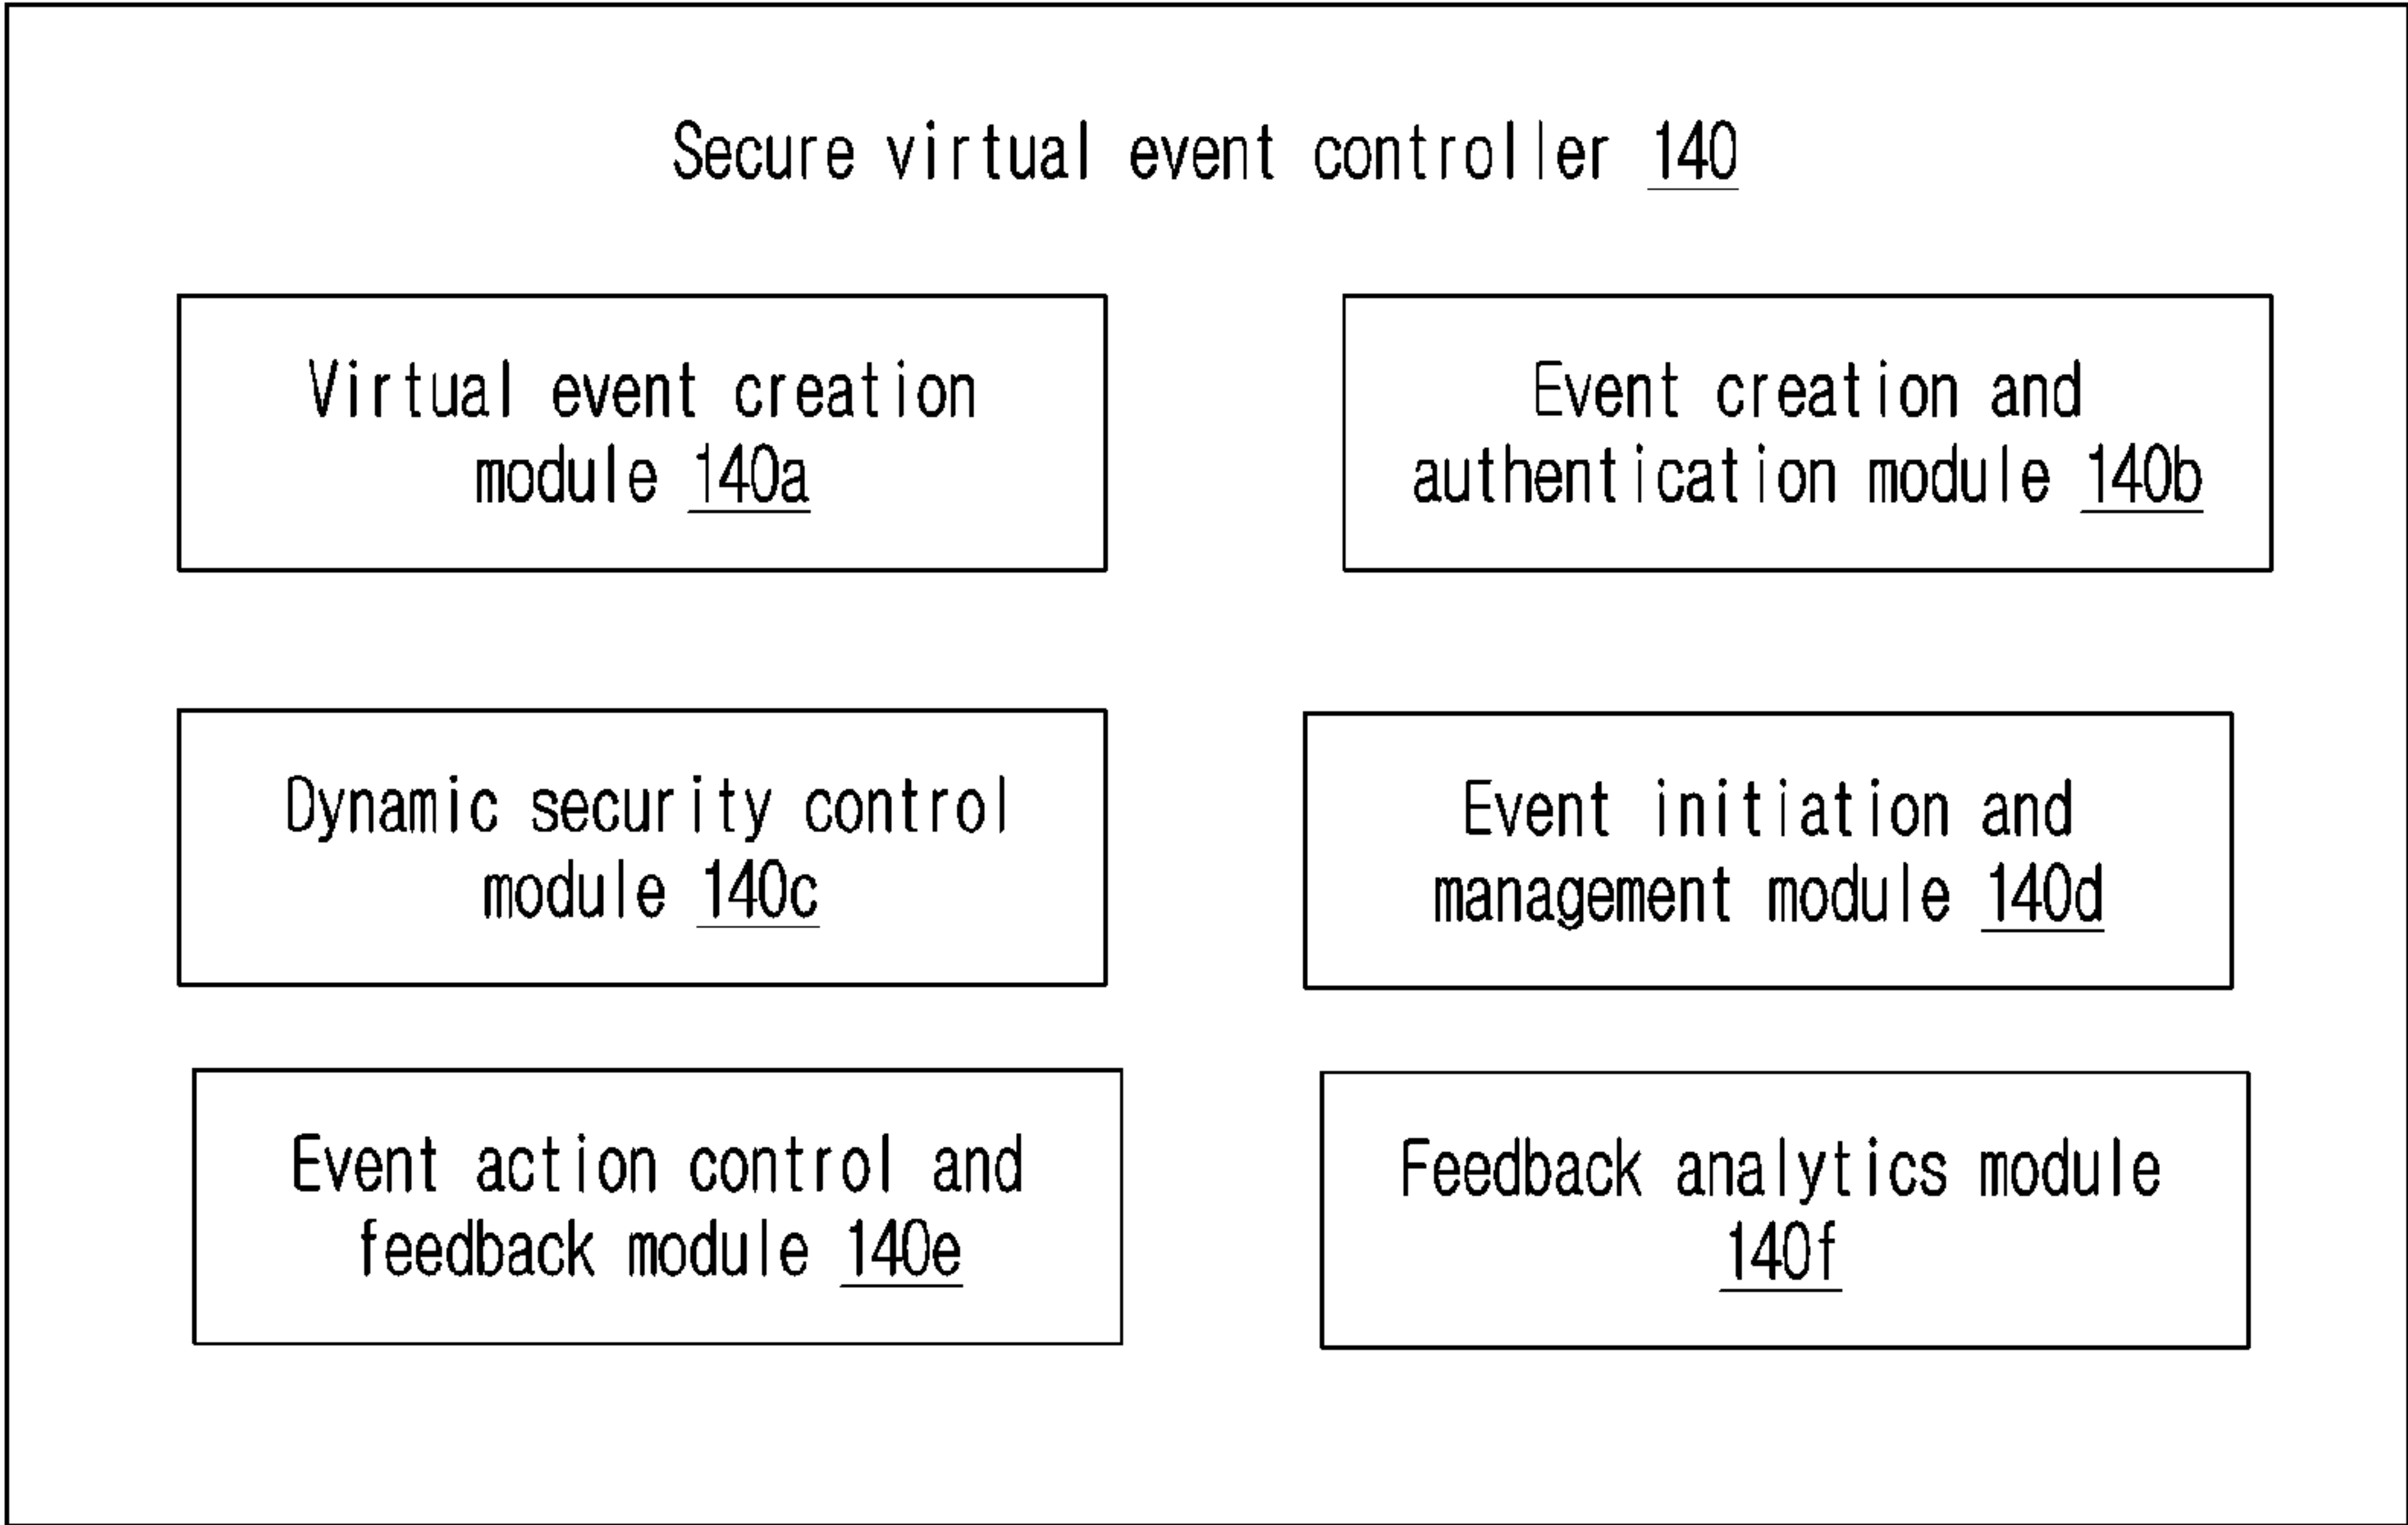 Secure virtual event controller 140
Virtual event creation
module 140a
Event creation and
authentication module 140b
Dynamic security control
module 140c
Event initiation and
management module 140d
Event action control and
feedback module 140e
Feedback analytics module
140f